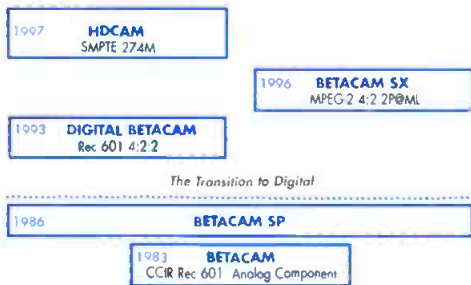 1997 HDCAM
SMPTE 274M
1996 BETACAM SX
MPEG-2 4:2:2P@ML
1993 DIGITAL BETACAM
Rec 601 4:2:2
The Transition to Digital
1986 BETACAM SP
1983 BETACAM
CCIR Rec 601 Analog Component